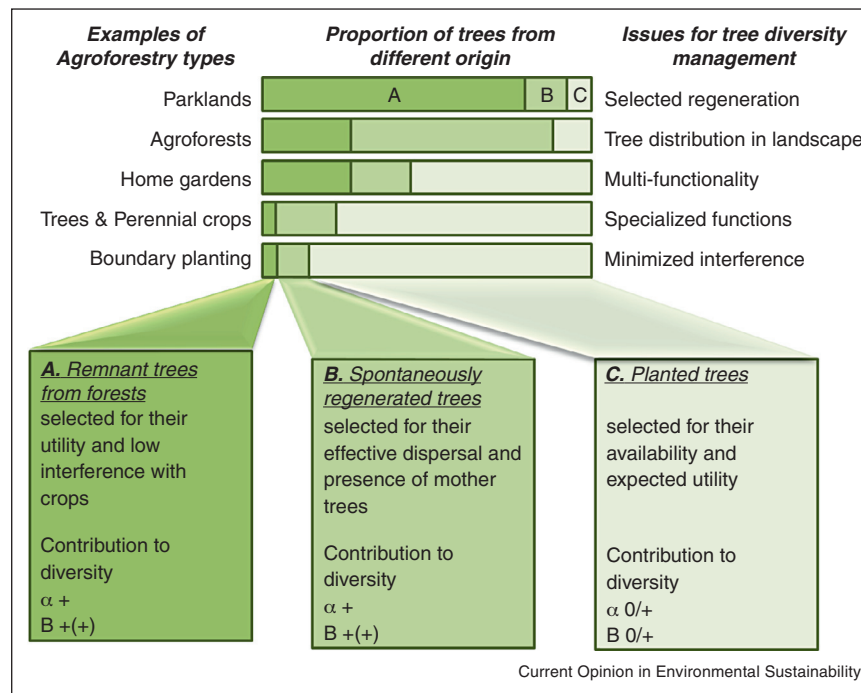 Examples of
Agroforestry types
Proportion of trees from
different origin
Issues for tree diversity
management
Parklands
A
B
C
Selected regeneration
Agroforests
Tree distribution in landscape
Home gardens
Multi-functionality
Trees & Perennial crops
Specialized functions
Boundary planting
Minimized interference
A. Remnant trees
from forests
selected for their
utility and low
interference with
crops
Contribution to
diversity
α +
B +(+)
B. Spontaneously
regenerated trees
selected for their
effective dispersal and
presence of mother
trees
Contribution to
diversity
α +
B +(+)
C. Planted trees
selected for their
availability and
expected utility
Contribution to
diversity
α 0/+
B 0/+
Current Opinion in Environmental Sustainability